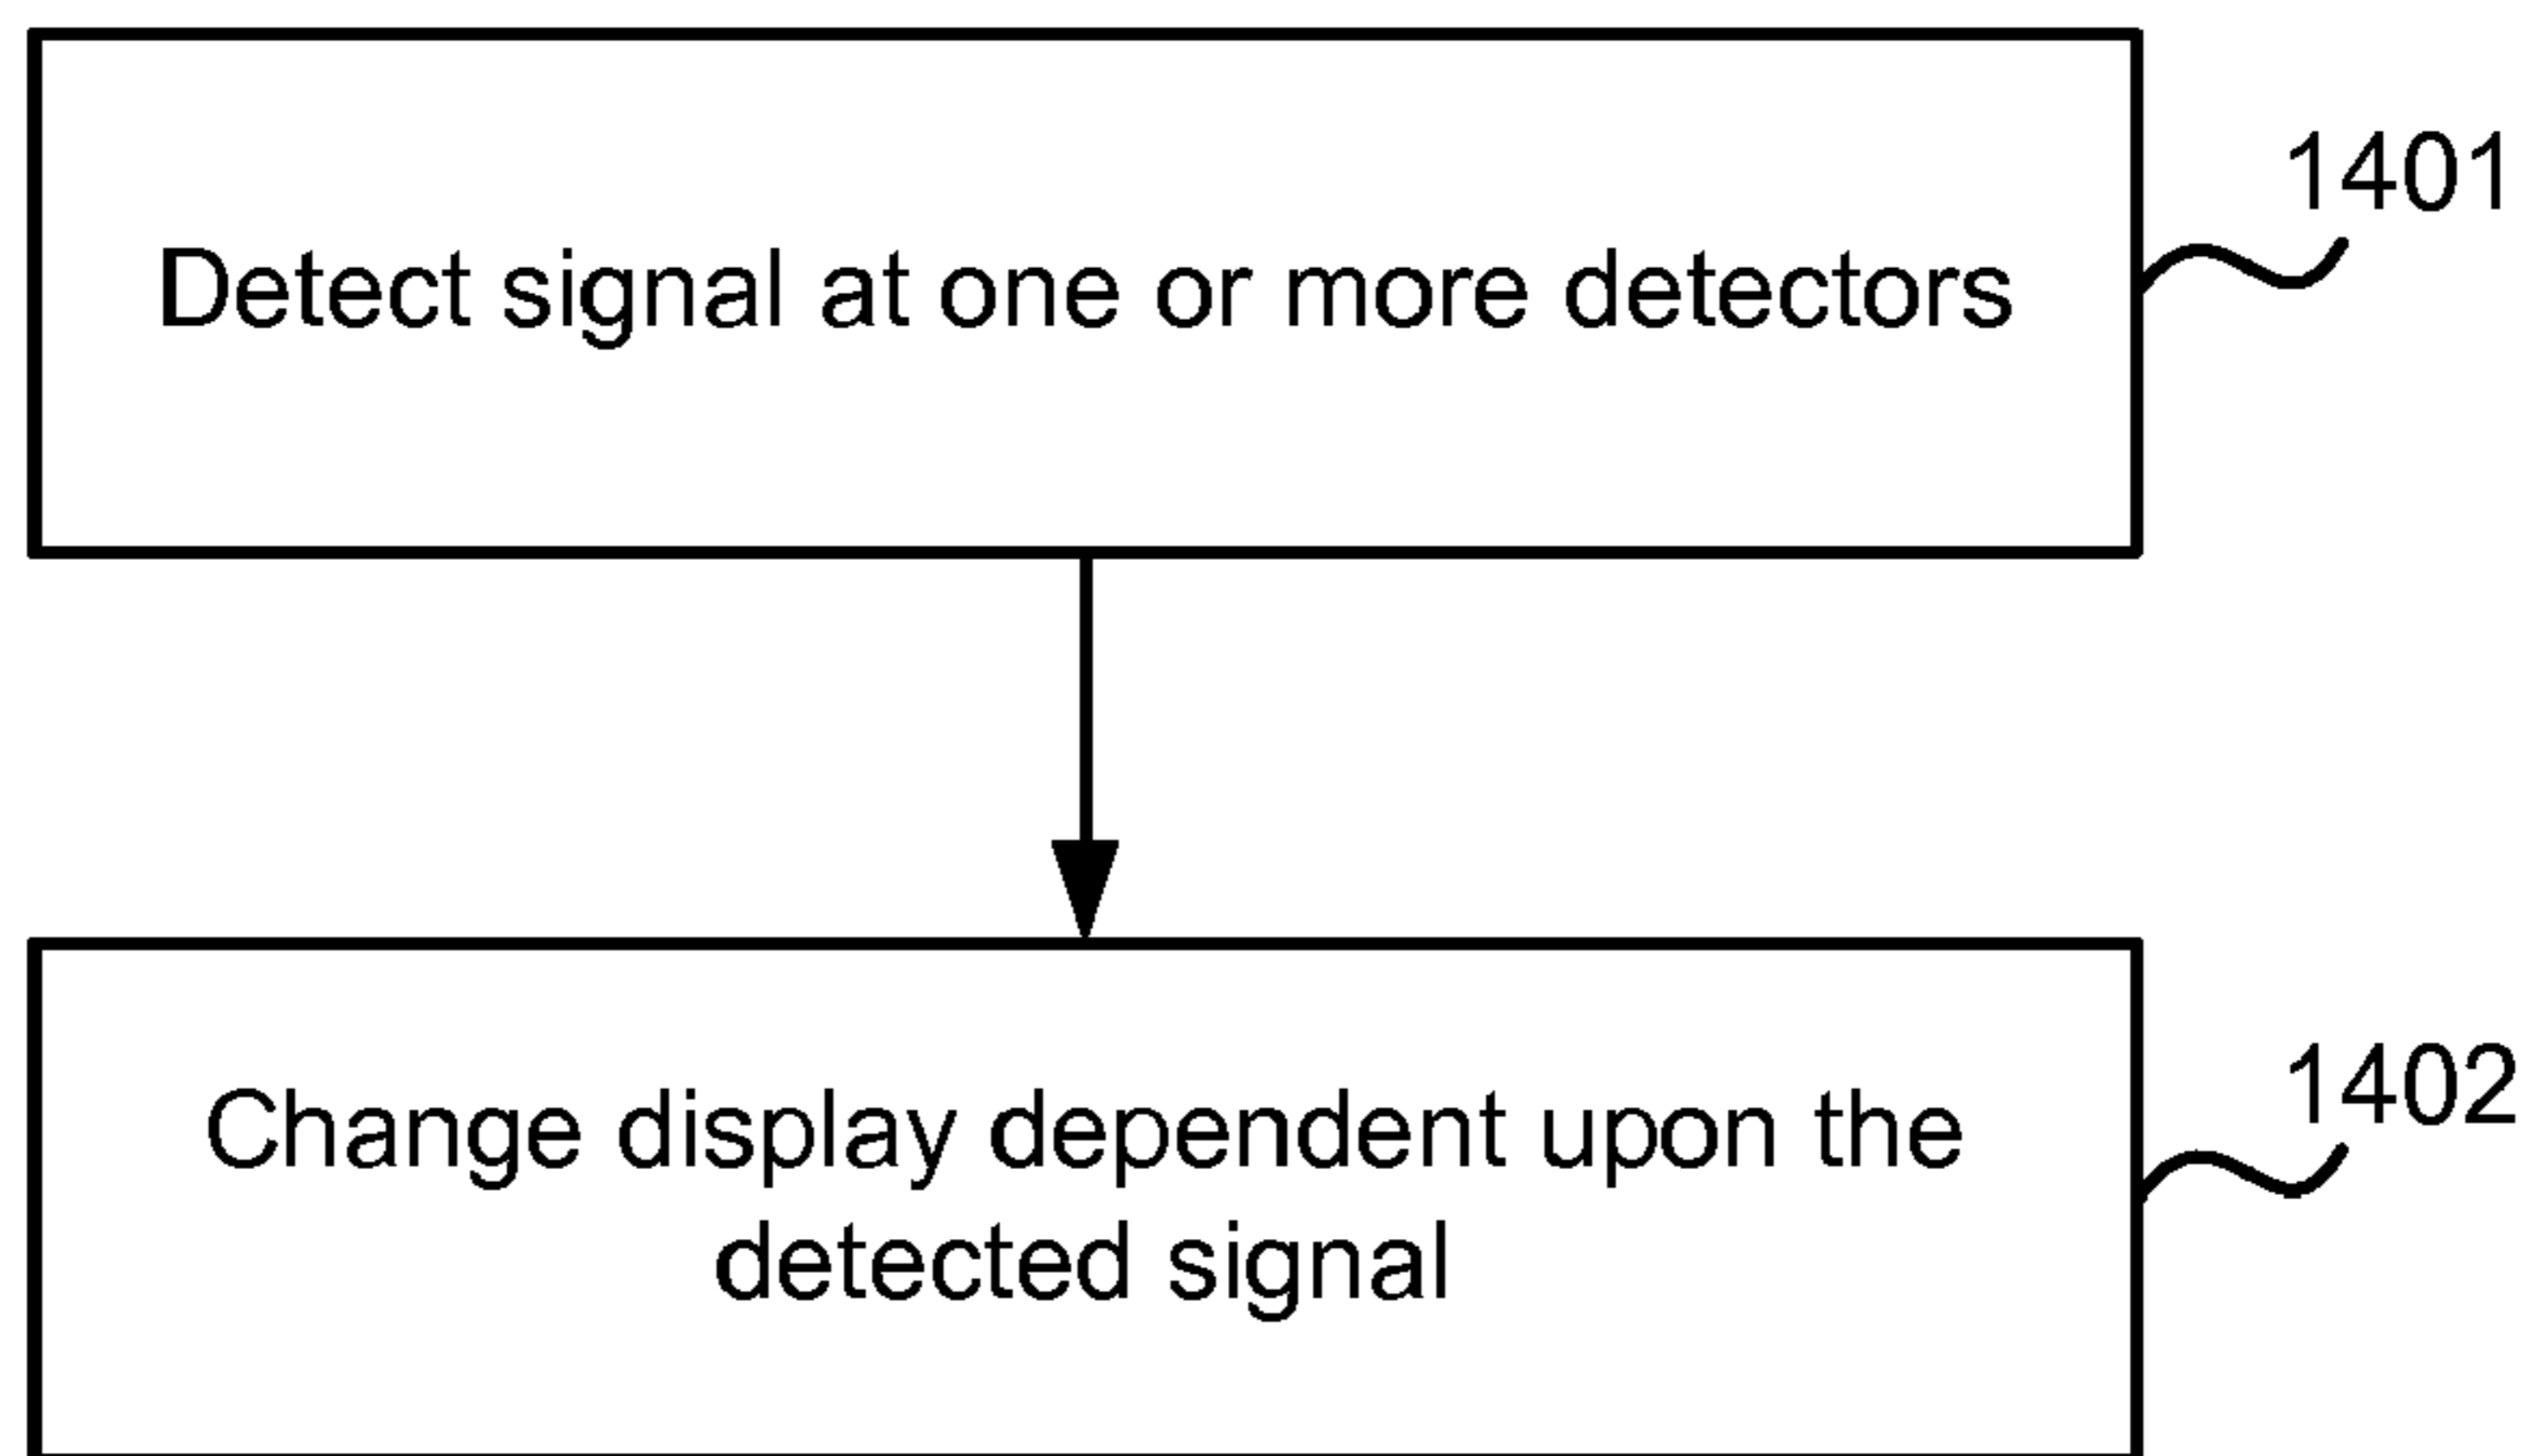 1401
Detect signal at one or more detectors
1402
Change display dependent upon the
detected signal